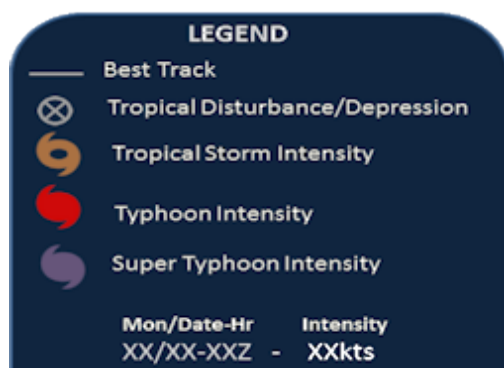 LEGEND
Best Track
Tropical Disturbance/Depression
Tropical Storm Intensity
Typhoon Intensity
Super Typhoon Intensity
Mon/Date-Hr Intensity
XX/XX-XXZ - XXkts